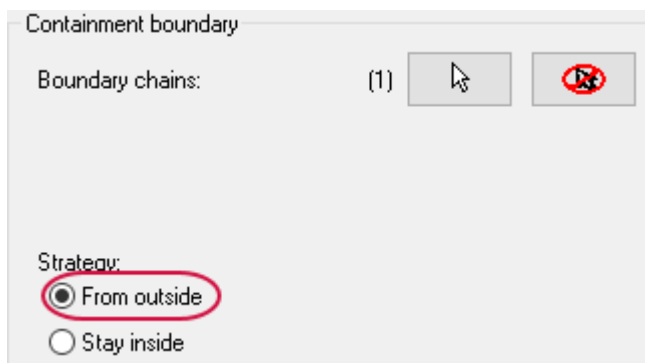 Containment boundary
Boundary chains: (1)
Strategy:
From outside
Stay inside